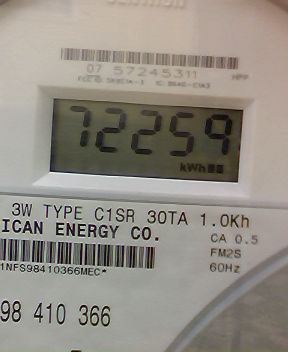 07 57245311
HPP
72259
kWh
3W TYPE C1SR 30TA 1.0Kh
ICAN ENERGY CO.
CA 0.5
FM2S
60Hz
1NFS98410366MEC*
98 410 366